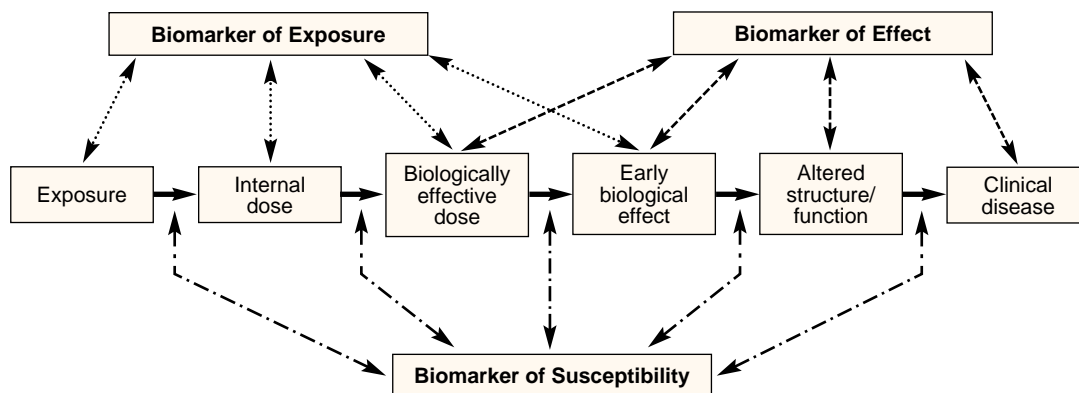 Biomarker of Exposure
Biomarker of Effect
Exposure
Internal
dose
Biologically
effective dose
Early
biological
effect
Altered
structure/
function
Clinical
disease
Biomarker of Susceptibility